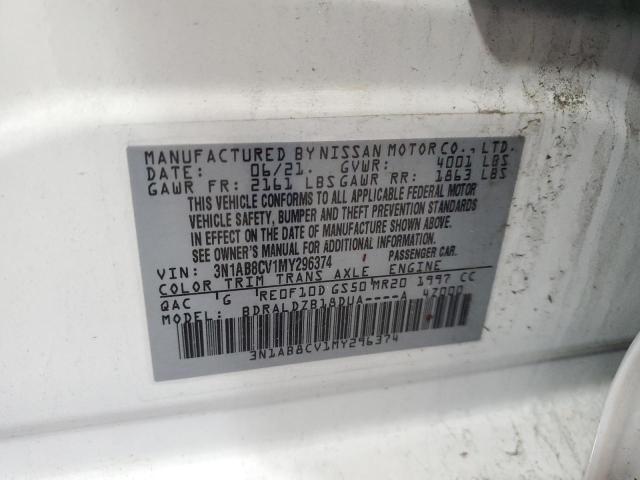 MANUFACTURED BY NISSAN MOTOR CO., LTD.
DATE: 06/21. GVWR: 4001 LBS
GAWR FR: 2161 LBS GAWR RR: 1863 LBS
THIS VEHICLE CONFORMS TO ALL APPLICABLE FEDERAL MOTOR
VEHICLE SAFETY, BUMPER AND THEFT PREVENTION STANDARDS
IN EFFECT ON THE DATE OF MANUFACTURE SHOWN ABOVE.
SEE OWNER'S MANUAL FOR ADDITIONAL INFORMATION
VIN: 3N1AB8CV1MY296374 PASSENGER CAR.
COLOR TRIM TRANS AXLE ENGINE
QAC G RE0F10D GS50 MR20 1997 CC
MODEL: BDRALDZB18DUA----A 4Z000
3N1AB8CV1MY296374